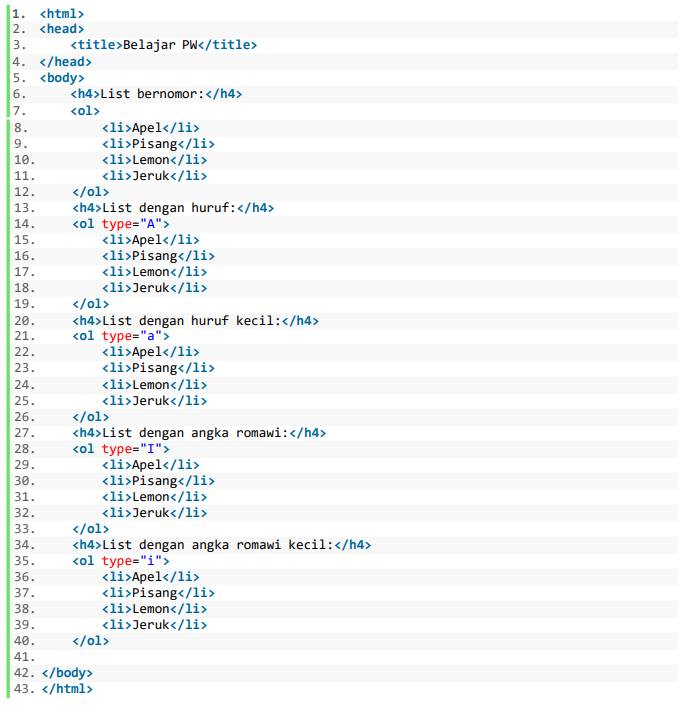 1. <html>
2. <head>
3.     <title>Belajar PW</title>
4. </head>
5. <body>
6.     <h4>List bernomor:</h4>
7.     <ol>
8.         <li>Apel</li>
9.         <li>Pisang</li>
10.         <li>Lemon</li>
11.         <li>Jeruk</li>
12.     </ol>
13.     <h4>List dengan huruf:</h4>
14.     <ol type="A">
15.         <li>Apel</li>
16.         <li>Pisang</li>
17.         <li>Lemon</li>
18.         <li>Jeruk</li>
19.     </ol>
20.     <h4>List dengan huruf kecil:</h4>
21.     <ol type="a">
22.         <li>Apel</li>
23.         <li>Pisang</li>
24.         <li>Lemon</li>
25.         <li>Jeruk</li>
26.     </ol>
27.     <h4>List dengan angka romawi:</h4>
28.     <ol type="I">
29.         <li>Apel</li>
30.         <li>Pisang</li>
31.         <li>Lemon</li>
32.         <li>Jeruk</li>
33.     </ol>
34.     <h4>List dengan angka romawi kecil:</h4>
35.     <ol type="i">
36.         <li>Apel</li>
37.         <li>Pisang</li>
38.         <li>Lemon</li>
39.         <li>Jeruk</li>
40.     </ol>
41.
42. </body>
43. </html>